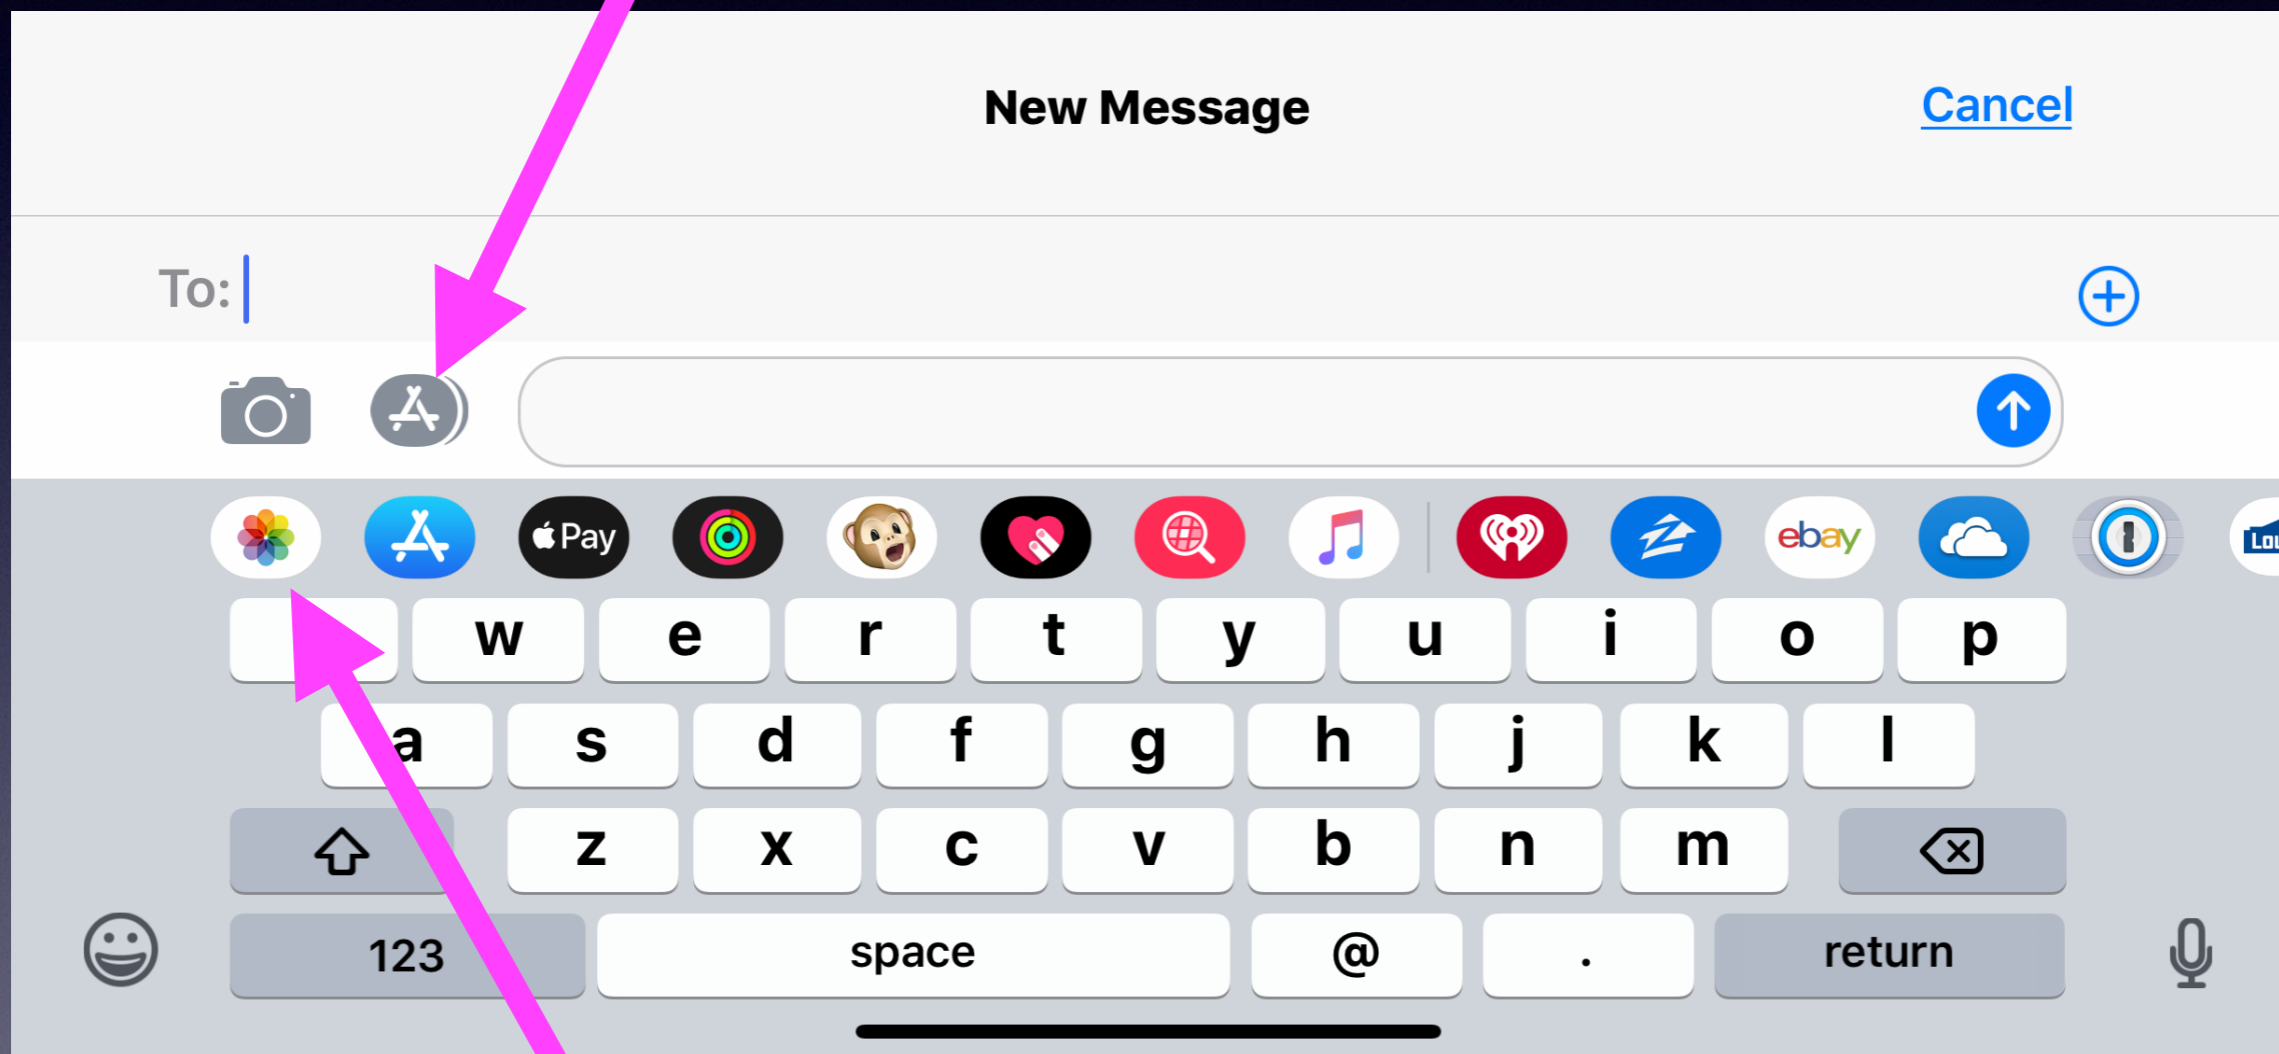 New Message
Cancel
To:
Pay
ebay
w e r t y u i o p
a s d f g h j k l
z x c v b n m
123
space
@
.
return